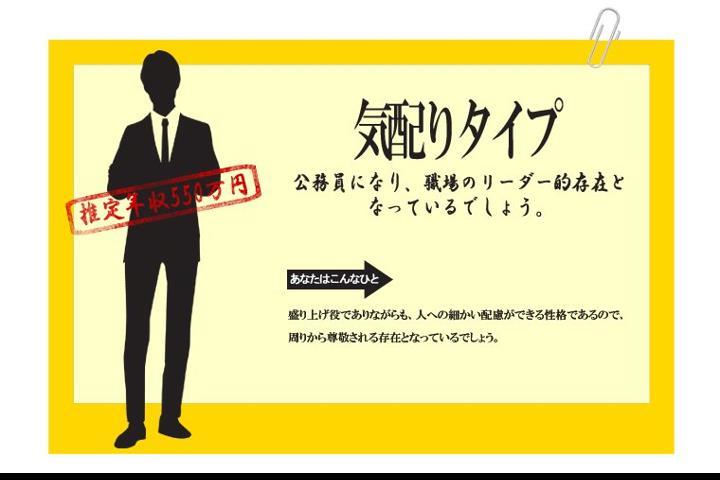 気配りタイプ
公務員になり、職場のリーダー的存在と
なっているでしょう。
推定年収550万円
あなたはこんなひと
盛り上げ役でありながらも、人への細かい配慮ができる性格であるので、
周りから尊敬される存在となっているでしょう。